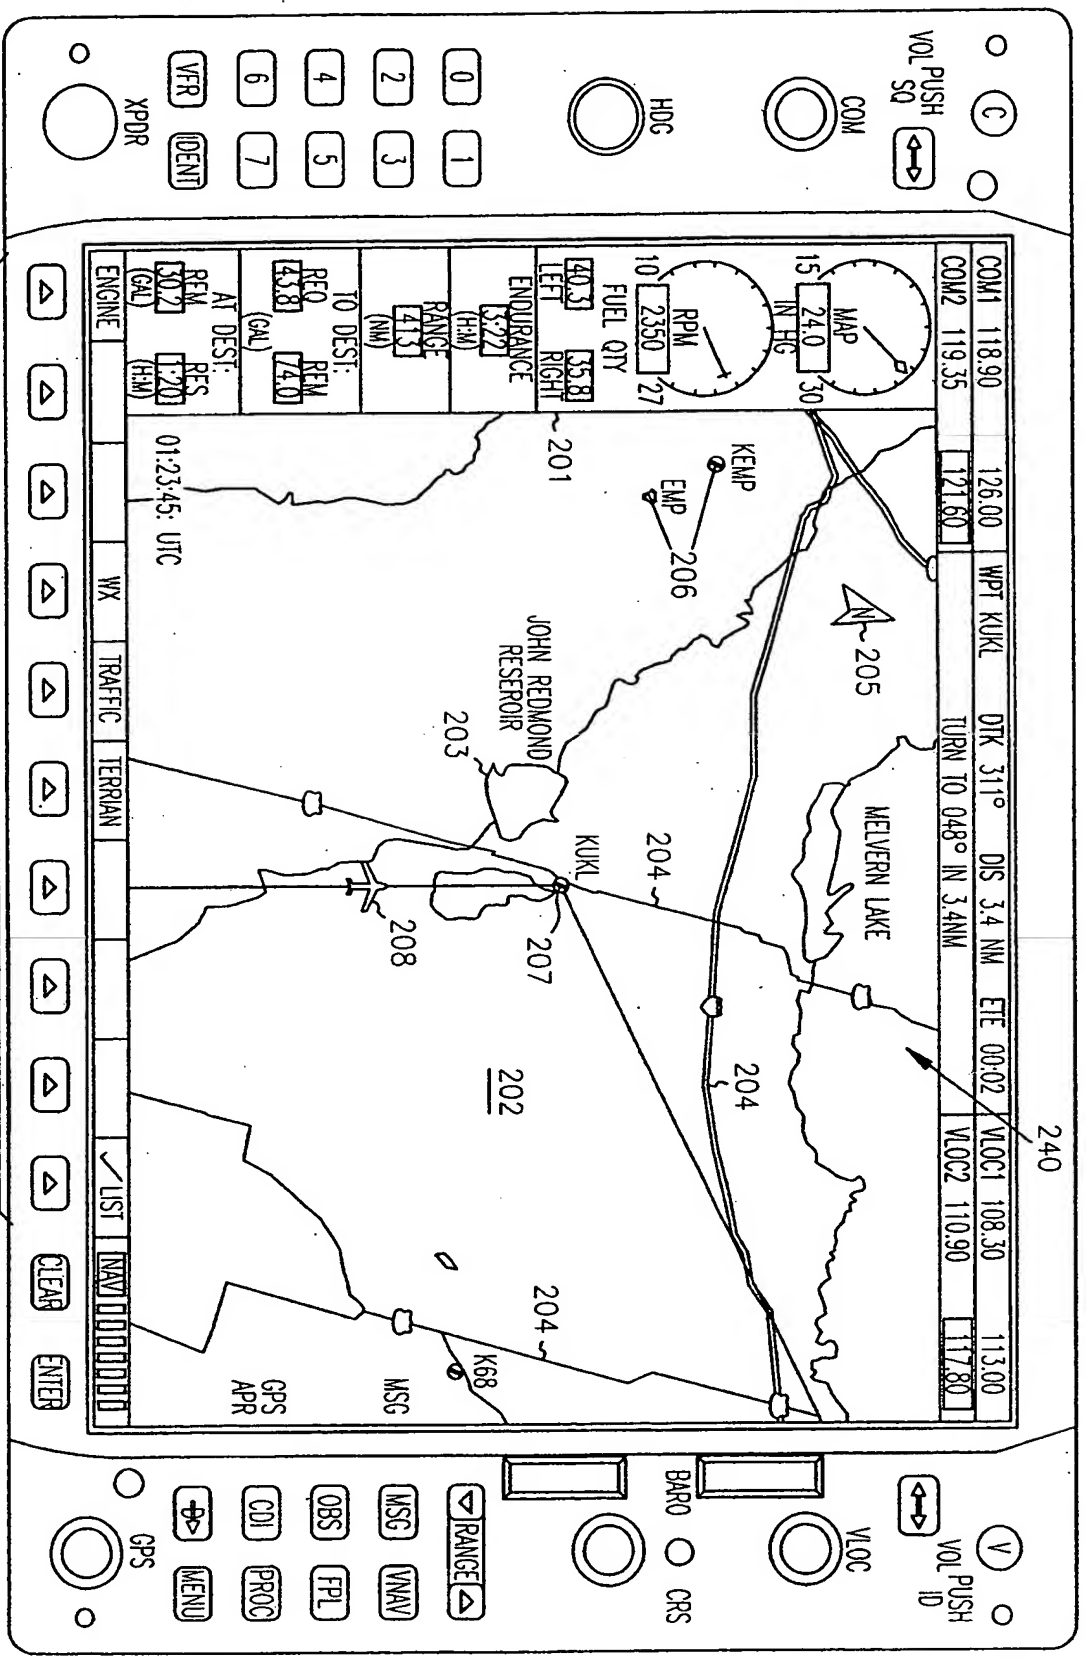 C
PUSH
VOL
SQ
COM
HDG
0
1
2
3
4
5
6
7
VFR
IDENT
XPDR
COM1 118.90
126.00
WPT KUKL
DTK 311°
DIS 3.4 NM
ETE 00:02
VLOC1 108.30
113.00
COM2 119.35
121.60
TURN TO 048° IN 3.4NM
VLOC2 110.90
117.80
MAP
15
24.0
30
IN HG
RPM
10
2350
27
FUEL QTY
40.3
35.8
LEFT
RIGHT
ENDURANCE
3:22
(H:M)
RANGE
413
(NM)
TO DEST:
REQ
REM
43.8
74.0
(GAL)
AT DEST:
REM
RES
30.2
1:20
(GAL)
(H:M)
240
N
205
MELVERN LAKE
KEMP
EMP
206
204
204
201
JOHN REDMOND
RESEROIR
203
KUKL
207
208
202
204
K68
MSG
GPS
APR
01:23:45: UTC
ENGINE
WX
TRAFFIC
TERRIAN
✓LIST
NAV
CLEAR
ENTER
V
PUSH
VOL
ID
VLOC
BARO
CRS
RANGE
MSG
VNAV
OBS
FPL
CDI
PROC
D
MENU
GPS